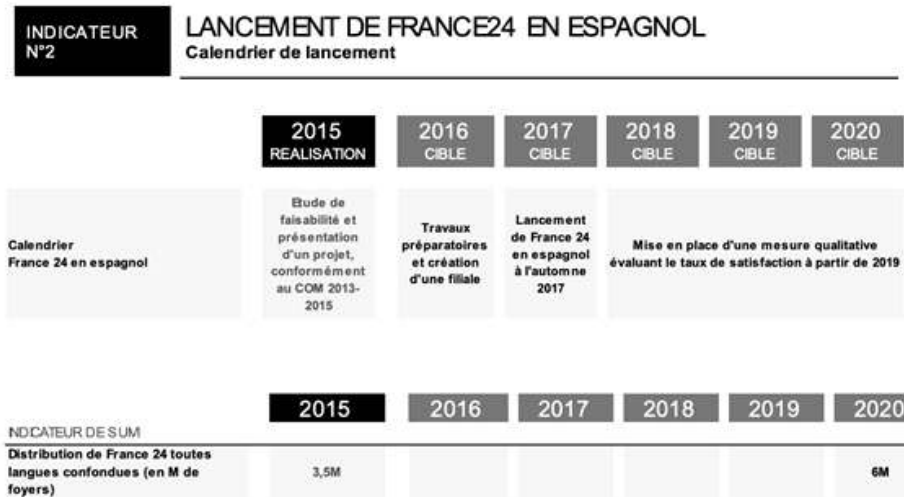 INDICATEUR
N°2
LANCEMENT DE FRANCE24 EN ESPAGNOL
Calendrier de lancement
2015
REALISATION
2016
CIBLE
2017
CIBLE
2018
CIBLE
2019
CIBLE
2020
CIBLE
Calendrier
France 24 en espagnol
Etude de
faisabilité et
présentation
d'un projet,
conformément
au COM 2013-
2015
Travaux
préparatoires
et création
d'une filiale
Lancement
de France 24
en espagnol
à l'automne
2017
Mise en place d'une mesure qualitative
évaluant le taux de satisfaction à partir de 2019
2015 2016 2017 2018 2019 2020
INDICATEUR DE SUIVI
Distribution de France 24 toutes
langues confondues (en M de
foyers)
3,5M 6M